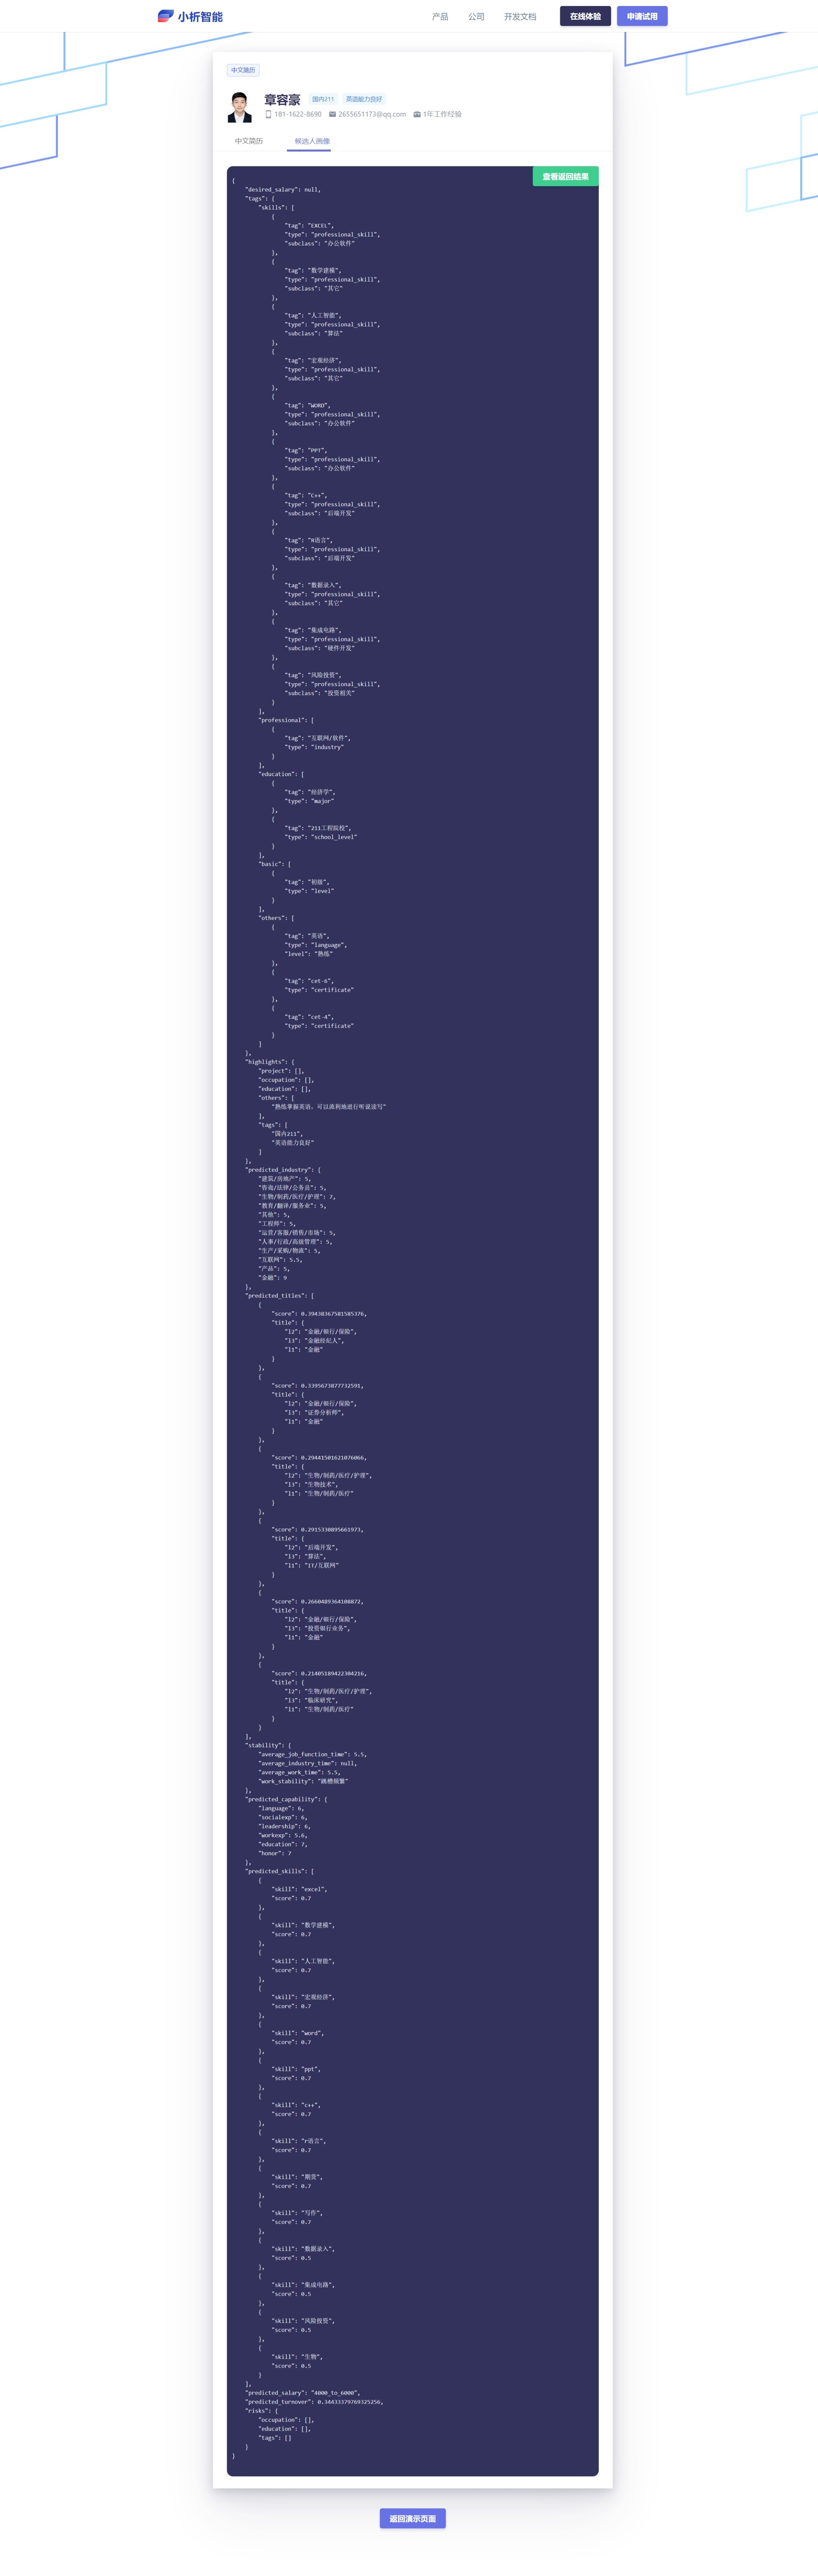 小析智能
产品
公司
开发文档
在线体验
申请试用
中文简历
章容豪
国内211
英语能力良好
181-1622-8690
2655651173@qq.com
1年工作经验
中文简历
候选人画像
查看返回结果
{
"desired_salary": null,
"tags": {
"skills": [
{
"tag": "EXCEL",
"type": "professional_skill",
"subclass": "办公软件"
},
{
"tag": "数学建模",
"type": "professional_skill",
"subclass": "其它"
},
{
"tag": "人工智能",
"type": "professional_skill",
"subclass": "算法"
},
{
"tag": "宏观经济",
"type": "professional_skill",
"subclass": "其它"
},
{
"tag": "WORD",
"type": "professional_skill",
"subclass": "办公软件"
},
{
"tag": "PPT",
"type": "professional_skill",
"subclass": "办公软件"
},
{
"tag": "C++",
"type": "professional_skill",
"subclass": "后端开发"
},
{
"tag": "R语言",
"type": "professional_skill",
"subclass": "后端开发"
},
{
"tag": "数据录入",
"type": "professional_skill",
"subclass": "其它"
},
{
"tag": "集成电路",
"type": "professional_skill",
"subclass": "硬件开发"
},
{
"tag": "风险投资",
"type": "professional_skill",
"subclass": "投资相关"
}
],
"professional": [
{
"tag": "互联网/软件",
"type": "industry"
}
],
"education": [
{
"tag": "经济学",
"type": "major"
},
{
"tag": "211工程院校",
"type": "school_level"
}
],
"basic": [
{
"tag": "初级",
"type": "level"
}
],
"others": [
{
"tag": "英语",
"type": "language",
"level": "熟练"
},
{
"tag": "cet-6",
"type": "certificate"
},
{
"tag": "cet-4",
"type": "certificate"
}
]
},
"highlights": {
"project": [],
"occupation": [],
"education": [],
"others": [
"熟练掌握英语，可以流利地进行听说读写"
],
"tags": [
"国内211",
"英语能力良好"
]
},
"predicted_industry": {
"建筑/房地产": 5,
"咨询/法律/公务员": 5,
"生物/制药/医疗/护理": 7,
"教育/翻译/服务业": 5,
"其他": 5,
"工程师": 5,
"运营/客服/销售/市场": 5,
"人事/行政/高级管理": 5,
"生产/采购/物流": 5,
"互联网": 5.5,
"产品": 5,
"金融": 9
},
"predicted_titles": [
{
"score": 0.39438367581585376,
"title": {
"l2": "金融/银行/保险",
"l3": "金融经纪人",
"l1": "金融"
}
},
{
"score": 0.3395673877732591,
"title": {
"l2": "金融/银行/保险",
"l3": "证券分析师",
"l1": "金融"
}
},
{
"score": 0.29441501621076066,
"title": {
"l2": "生物/制药/医疗/护理",
"l3": "生物技术",
"l1": "生物/制药/医疗"
}
},
{
"score": 0.2915330895661973,
"title": {
"l2": "后端开发",
"l3": "算法",
"l1": "IT/互联网"
}
},
{
"score": 0.2660489364108872,
"title": {
"l2": "金融/银行/保险",
"l3": "投资银行业务",
"l1": "金融"
}
},
{
"score": 0.21405189422304216,
"title": {
"l2": "生物/制药/医疗/护理",
"l3": "临床研究",
"l1": "生物/制药/医疗"
}
}
],
"stability": {
"average_job_function_time": 5.5,
"average_industry_time": null,
"average_work_time": 5.5,
"work_stability": "跳槽频繁"
},
"predicted_capability": {
"language": 6,
"socialexp": 6,
"leadership": 6,
"workexp": 5.6,
"education": 7,
"honor": 7
},
"predicted_skills": [
{
"skill": "excel",
"score": 0.7
},
{
"skill": "数学建模",
"score": 0.7
},
{
"skill": "人工智能",
"score": 0.7
},
{
"skill": "宏观经济",
"score": 0.7
},
{
"skill": "word",
"score": 0.7
},
{
"skill": "ppt",
"score": 0.7
},
{
"skill": "c++",
"score": 0.7
},
{
"skill": "r语言",
"score": 0.7
},
{
"skill": "期货",
"score": 0.7
},
{
"skill": "写作",
"score": 0.7
},
{
"skill": "数据录入",
"score": 0.5
},
{
"skill": "集成电路",
"score": 0.5
},
{
"skill": "风险投资",
"score": 0.5
},
{
"skill": "生物",
"score": 0.5
}
],
"predicted_salary": "4000_to_6000",
"predicted_turnover": 0.34433379769325256,
"risks": {
"occupation": [],
"education": [],
"tags": []
}
}
返回演示页面